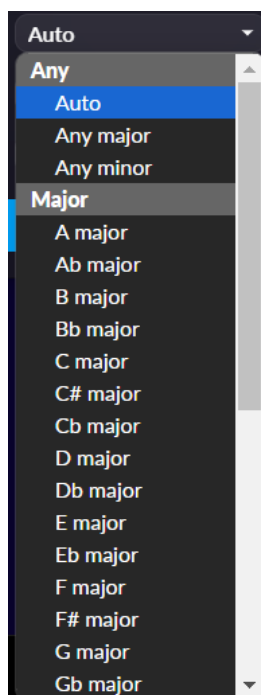 Auto
Any
Auto
Any major
Any minor
Major
A major
Ab major
B major
Bb major
C major
C# major
Cb major
D major
Db major
E major
Eb major
F major
F# major
G major
Gb major